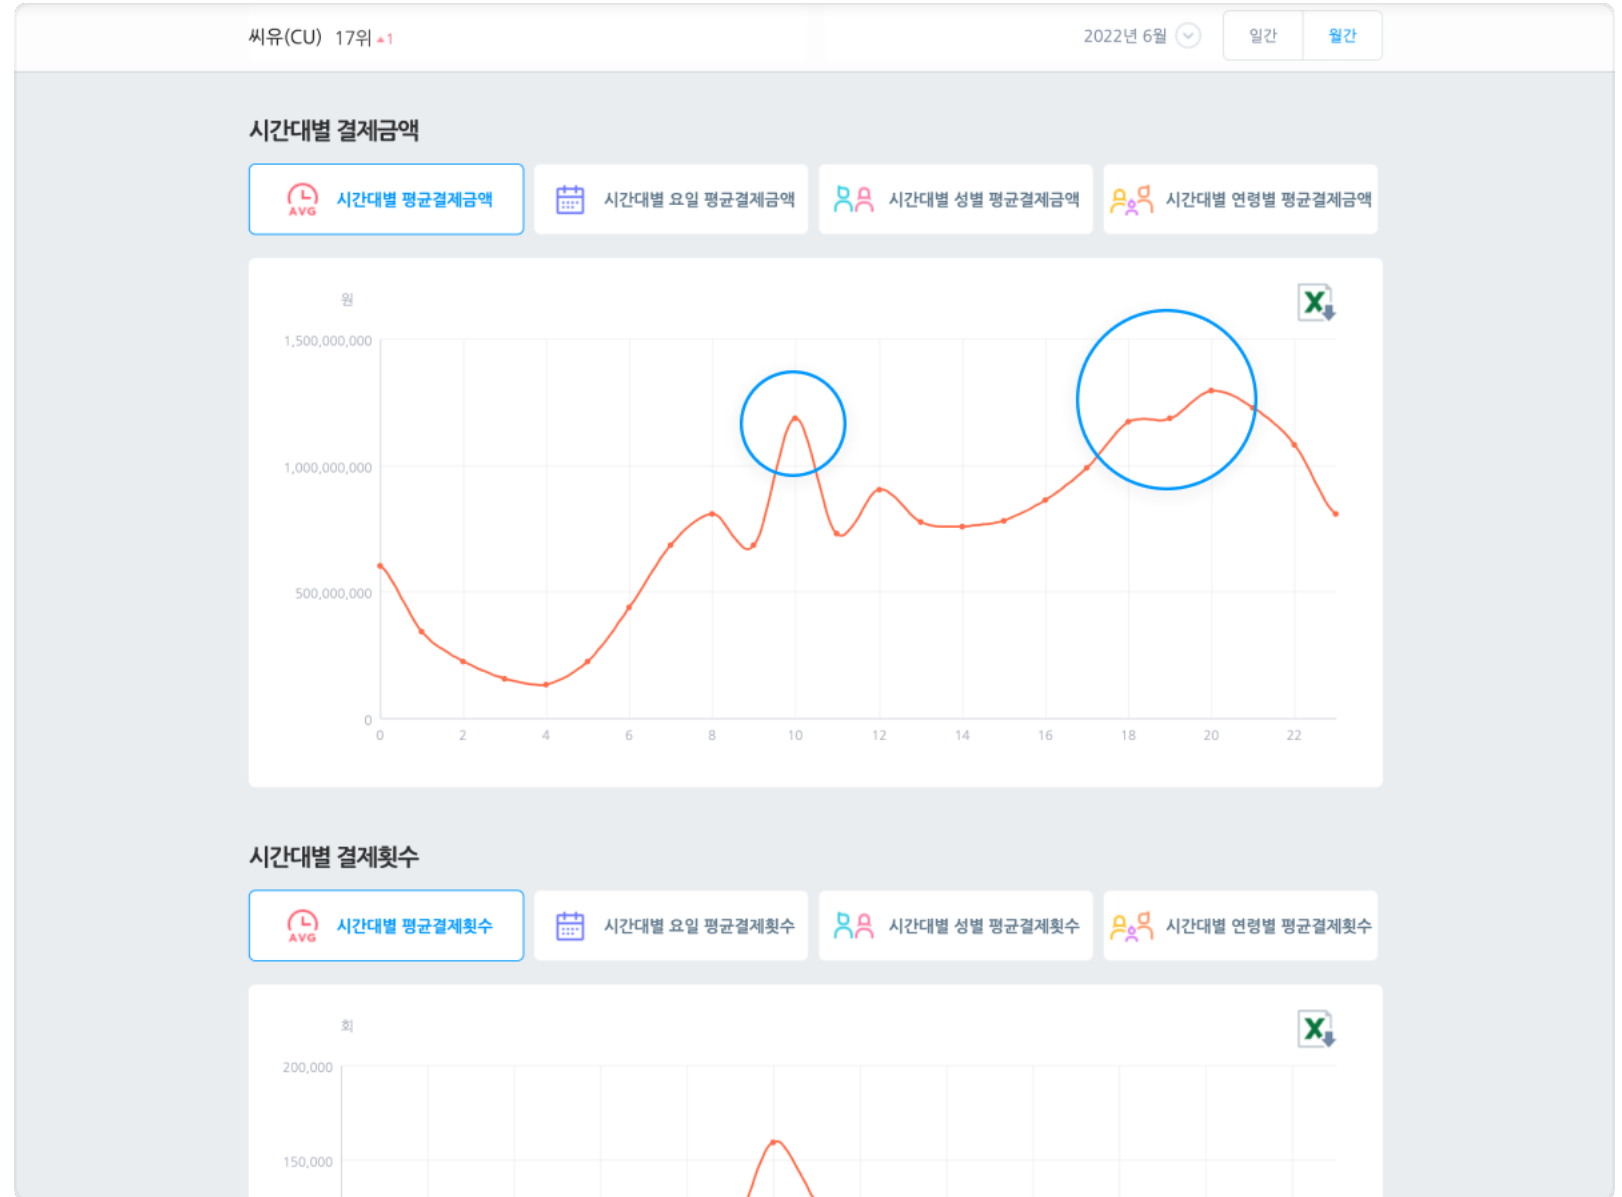 씨유(CU) 17위 ▲1 2022년 6월 일간 월간
시간대별 결제금액
AVG 시간대별 평균결제금액 시간대별 요일 평균결제금액 시간대별 성별 평균결제금액 시간대별 연령별 평균결제금액
원
1,500,000,000
1,000,000,000
500,000,000
0
0 2 4 6 8 10 12 14 16 18 20 22
시간대별 결제횟수
AVG 시간대별 평균결제횟수 시간대별 요일 평균결제횟수 시간대별 성별 평균결제횟수 시간대별 연령별 평균결제횟수
회
200,000
150,000